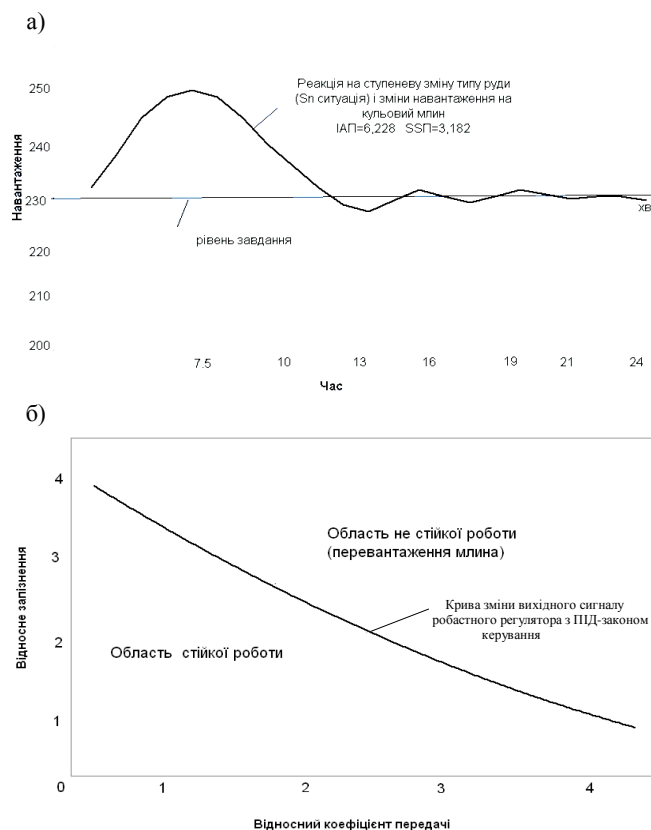 а)
250
Реакція на ступеневу зміну типу руди
(Sn ситуація) і зміни навантаження на
кульовий млин
ІАП=6,228 SSП=3,182
240
Навантаження
230
хв
рівень завдання
220
210
200
7.5 10 13 16 19 21 24
Час
б)
4
Область не стійкої роботи
(перевантаження млина)
3
Відносне запізнення
Крива зміни вихідного сигналу
робастного регулятора з ПІД-законом
керування
2
Область стійкої роботи
1
0 1 2 3 4
Відносний коефіцієнт передачі